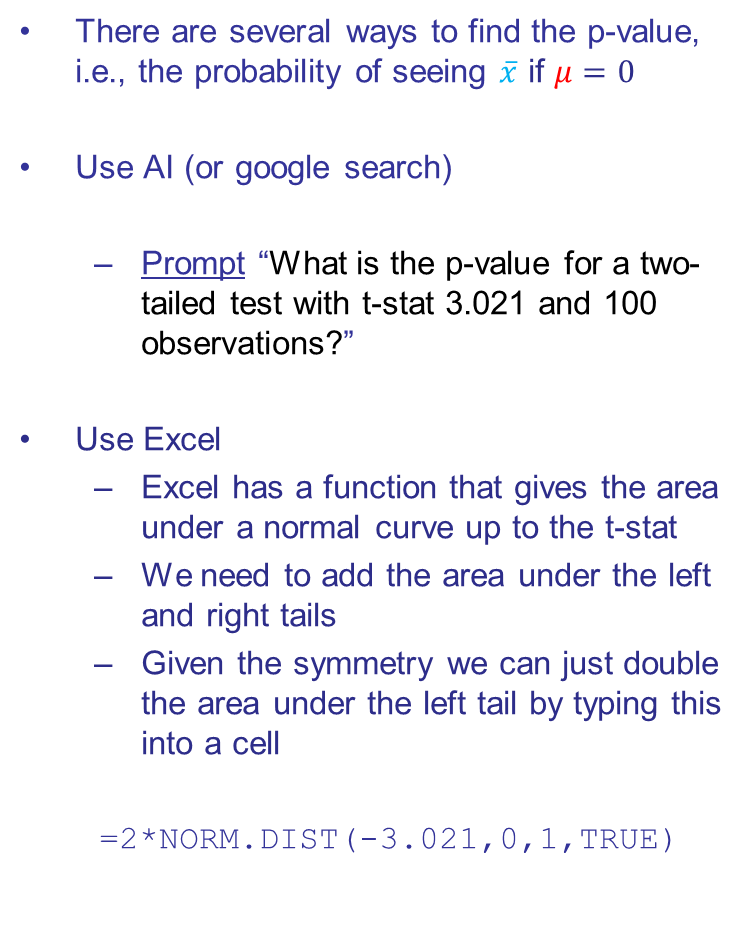 • There are several ways to find the p-value,
i.e., the probability of seeing x̄ if μ = 0
• Use AI (or google search)
– Prompt “What is the p-value for a two-
tailed test with t-stat 3.021 and 100
observations?”
• Use Excel
– Excel has a function that gives the area
under a normal curve up to the t-stat
– We need to add the area under the left
and right tails
– Given the symmetry we can just double
the area under the left tail by typing this
into a cell
=2*NORM.DIST(-3.021,0,1,TRUE)